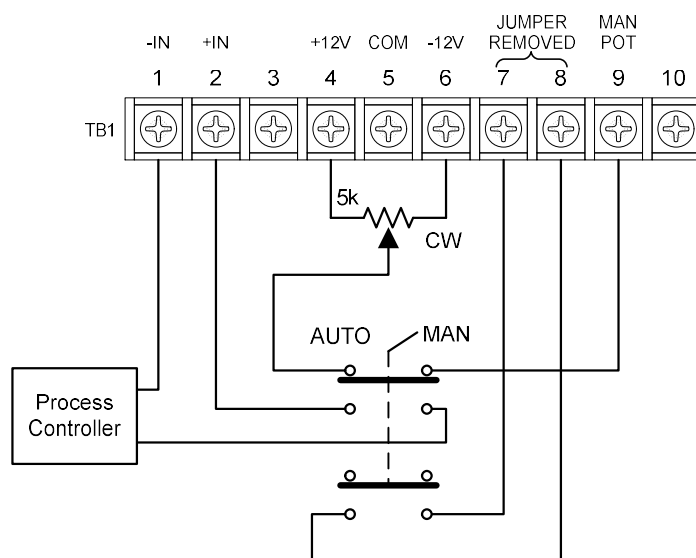 JUMPER MAN
-IN +IN +12V COM -12V REMOVED POT
1 2 3 4 5 6 7 8 9 10
TB1
5k
CW
AUTO MAN
Process
Controller